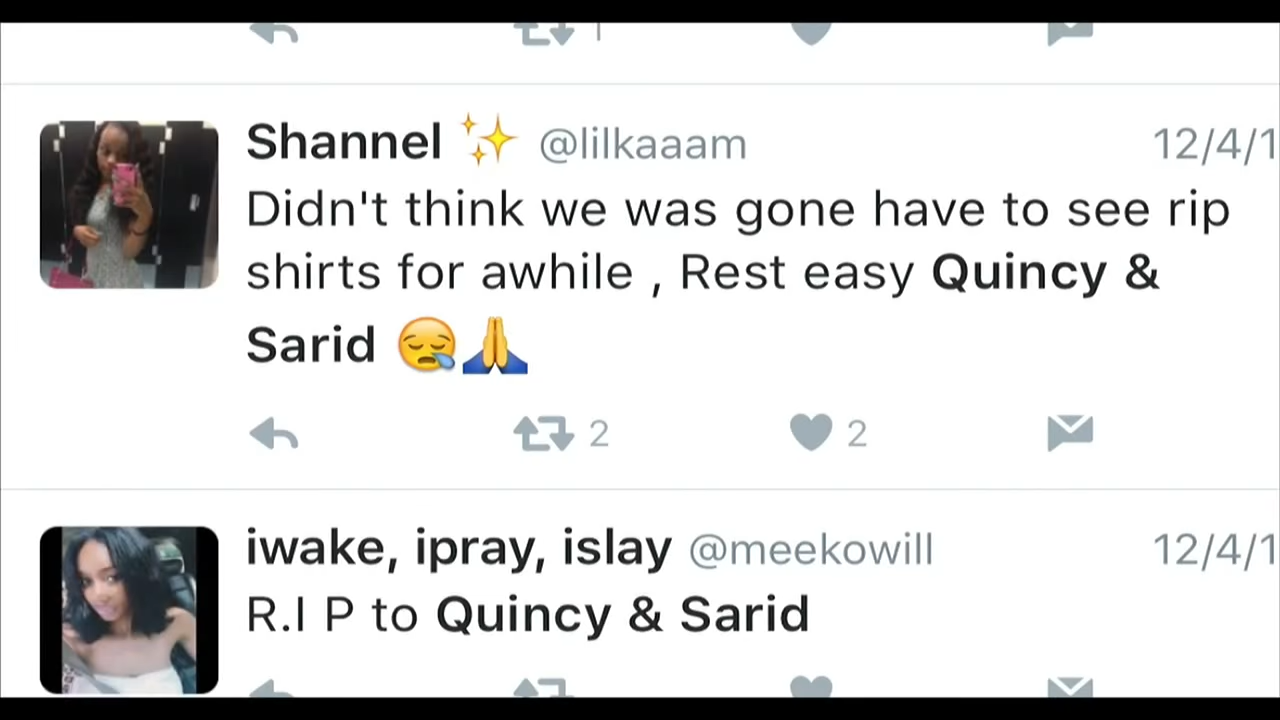 Shannel ✨ @lilkaaam 12/4/1
Didn't think we was gone have to see rip
shirts for awhile , Rest easy Quincy &
Sarid 😪🙏
2 2
iwake, ipray, islay @meekowill 12/4/1
R.I P to Quincy & Sarid